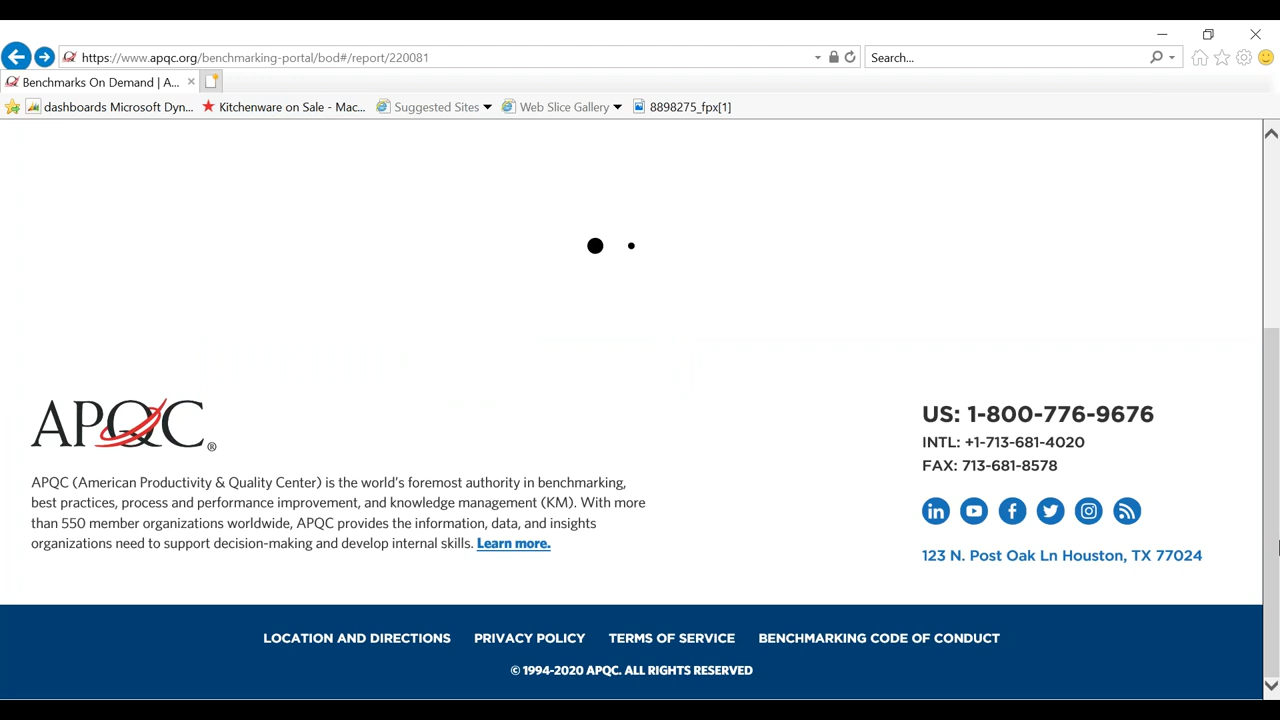 https://www.apqc.org/benchmarking-portal/bod#/report/220081
Search...
Benchmarks On Demand | A...
dashboards Microsoft Dyn...
Kitchenware on Sale - Mac...
Suggested Sites
Web Slice Gallery
8898275_fpx[1]
APQC®
APQC (American Productivity & Quality Center) is the world's foremost authority in benchmarking,
best practices, process and performance improvement, and knowledge management (KM). With more
than 550 member organizations worldwide, APQC provides the information, data, and insights
organizations need to support decision-making and develop internal skills. Learn more.
US: 1-800-776-9676
INTL: +1-713-681-4020
FAX: 713-681-8578
in
f
123 N. Post Oak Ln Houston, TX 77024
LOCATION AND DIRECTIONS
PRIVACY POLICY
TERMS OF SERVICE
BENCHMARKING CODE OF CONDUCT
© 1994-2020 APQC. ALL RIGHTS RESERVED